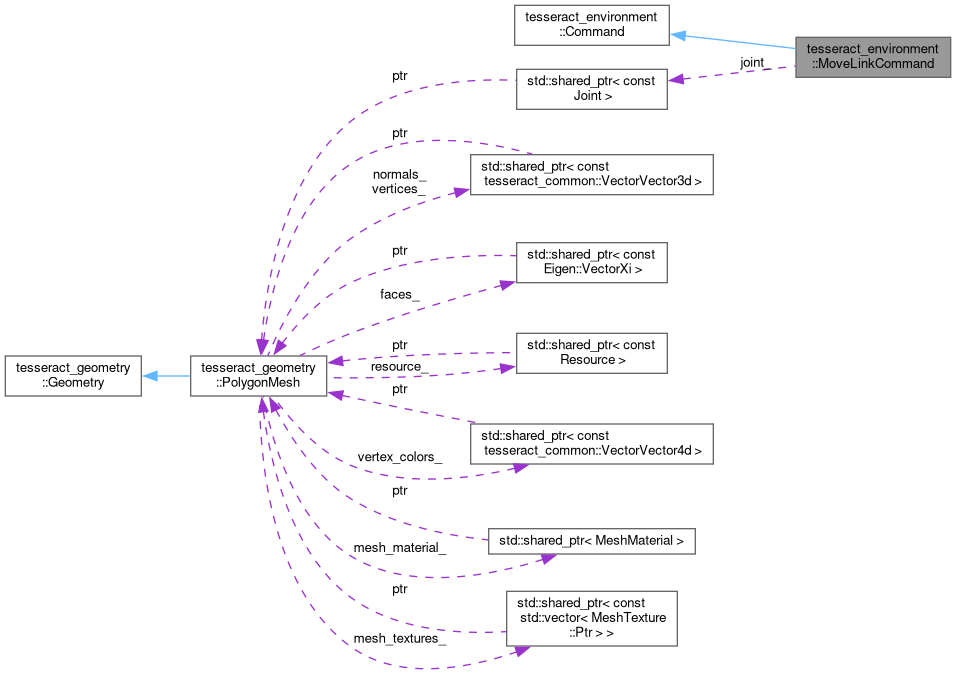 tesseract_environment
::Command
tesseract_environment
::MoveLinkCommand
joint_
ptr
std::shared_ptr< const
Joint >
ptr
std::shared_ptr< const
tesseract_common::VectorVector3d >
normals_
vertices_
ptr
std::shared_ptr< const
Eigen::VectorXi >
faces_
ptr
std::shared_ptr< const
Resource >
resource_
tesseract_geometry
::Geometry
tesseract_geometry
::PolygonMesh
ptr
std::shared_ptr< const
tesseract_common::VectorVector4d >
vertex_colors_
ptr
std::shared_ptr< MeshMaterial >
mesh_material_
ptr
std::shared_ptr< const
std::vector< MeshTexture
::Ptr > >
mesh_textures_